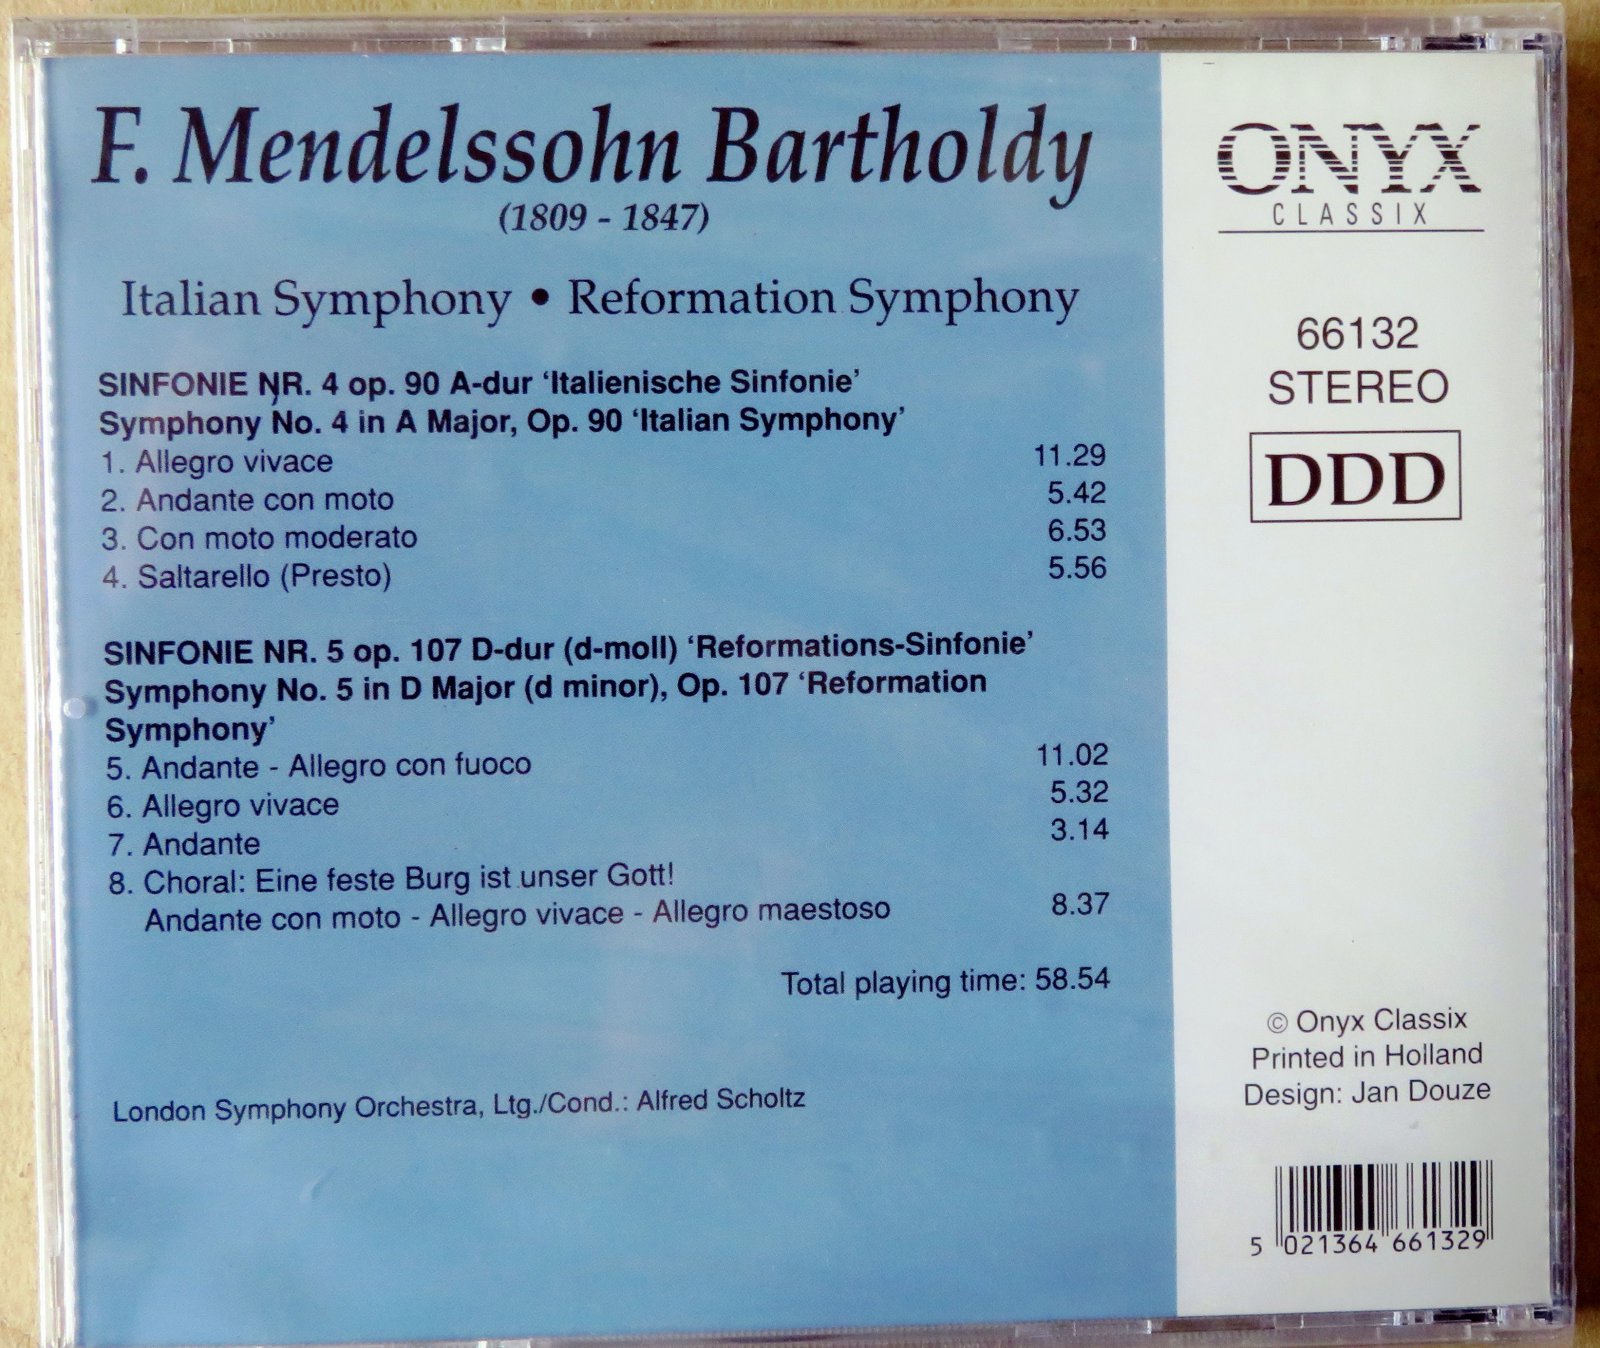 F. Mendelssohn Bartholdy
(1809 - 1847)
Italian Symphony • Reformation Symphony
SINFONIE NR. 4 op. 90 A-dur ‘Italienische Sinfonie’
Symphony No. 4 in A Major, Op. 90 ‘Italian Symphony’
1. Allegro vivace 11.29
2. Andante con moto 5.42
3. Con moto moderato 6.53
4. Saltarello (Presto) 5.56
SINFONIE NR. 5 op. 107 D-dur (d-moll) ‘Reformations-Sinfonie’
Symphony No. 5 in D Major (d minor), Op. 107 ‘Reformation
Symphony’
5. Andante - Allegro con fuoco 11.02
6. Allegro vivace 5.32
7. Andante 3.14
8. Choral: Eine feste Burg ist unser Gott!
Andante con moto - Allegro vivace - Allegro maestoso 8.37
Total playing time: 58.54
London Symphony Orchestra, Ltg./Cond.: Alfred Scholtz
ONYX
CLASSIX
66132
STEREO
DDD
© Onyx Classix
Printed in Holland
Design: Jan Douze
5 021364 661329